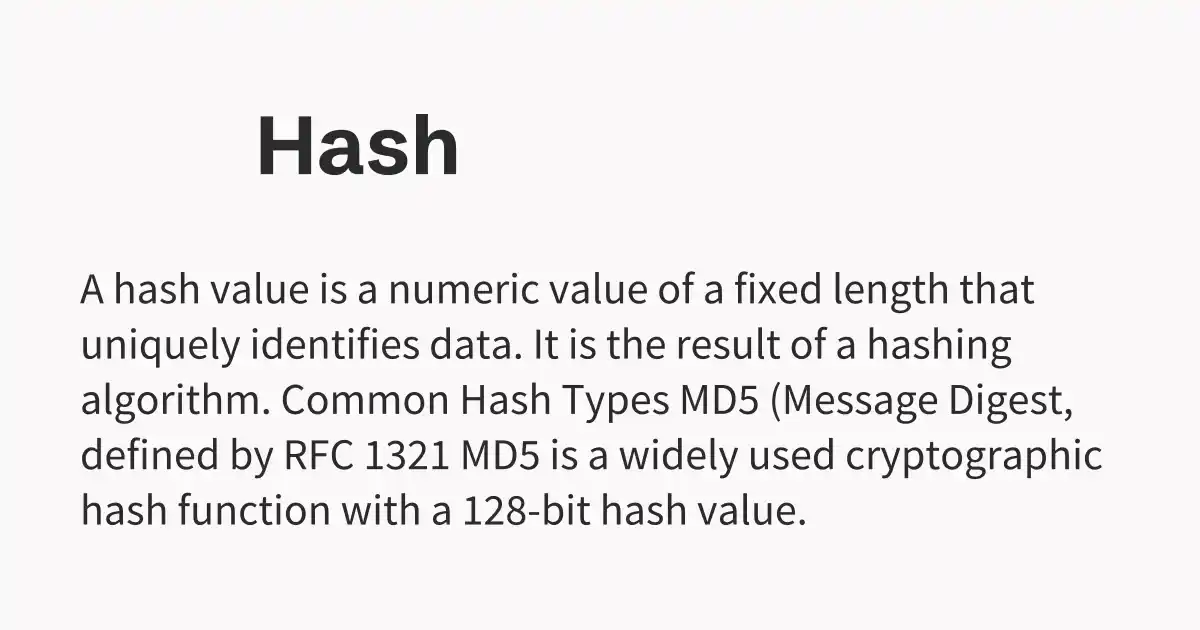 Hash
A hash value is a numeric value of a fixed length that
uniquely identifies data. It is the result of a hashing
algorithm. Common Hash Types MD5 (Message Digest,
defined by RFC 1321 MD5 is a widely used cryptographic
hash function with a 128-bit hash value.